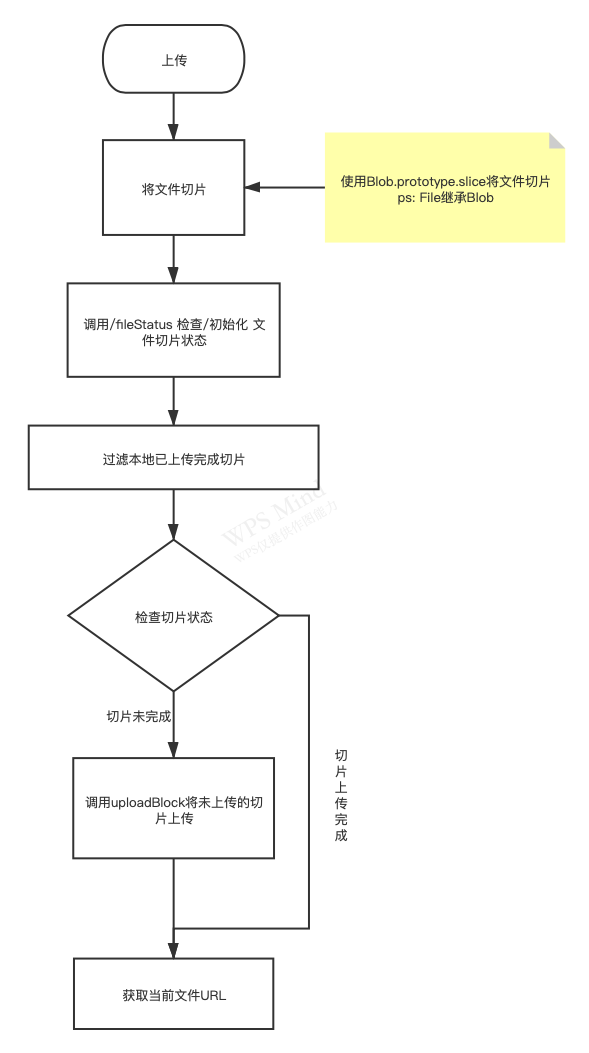 上传
将文件切片
使用Blob.prototype.slice将文件切片
ps: File继承Blob
调用/fileStatus 检查/初始化 文
件切片状态
过滤本地已上传完成切片
WPS Mind
WPS仅提供作图能力
检查切片状态
切片未完成
切
片
上
传
完
成
调用uploadBlock将未上传的切
片上传
获取当前文件URL